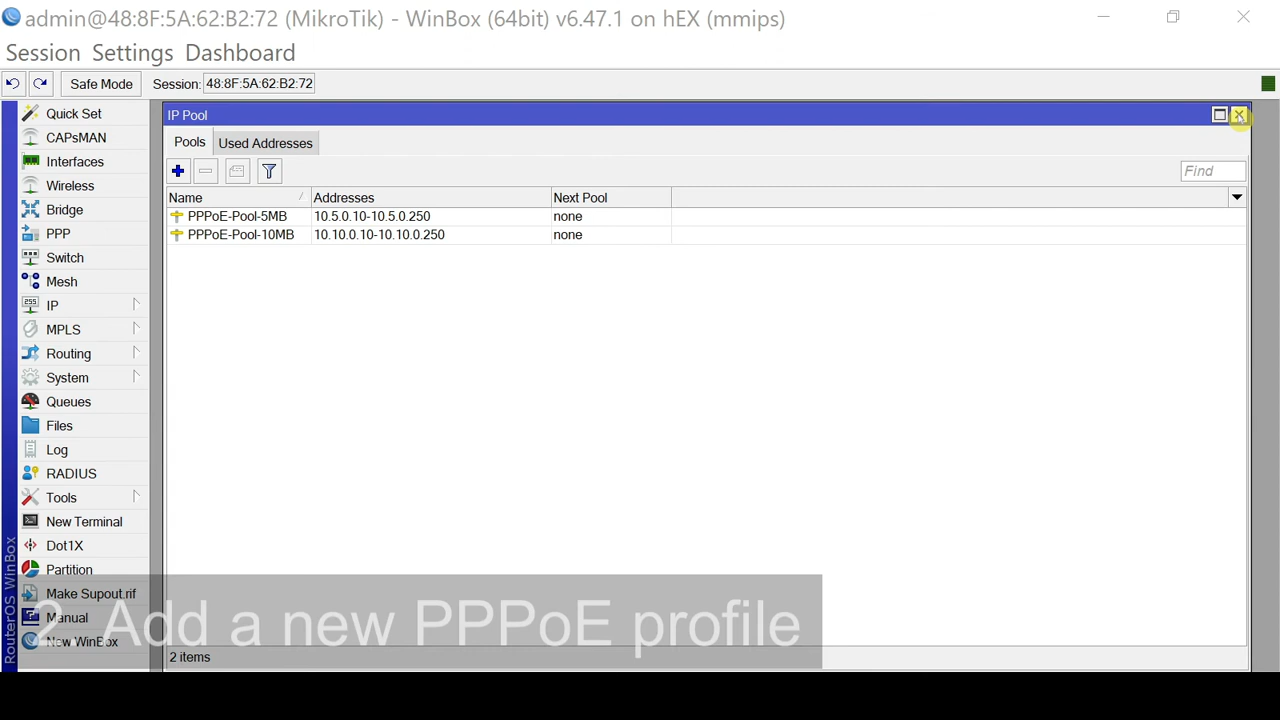 admin@48:8F:5A:62:B2:72 (MikroTik) - WinBox (64bit) v6.47.1 on hEX (mmips)
Session Settings Dashboard
Safe Mode Session: 48:8F:5A:62:B2:72
Quick Set
CAPsMAN
Interfaces
Wireless
Bridge
PPP
Switch
Mesh
IP
MPLS
Routing
System
Queues
Files
Log
RADIUS
Tools
New Terminal
Dot1X
Partition
Make Supout.rif
Manual
New WinBox
RouterOS WinBox
IP Pool
Pools Used Addresses
Find
Name Addresses Next Pool
PPPoE-Pool-5MB 10.5.0.10-10.5.0.250 none
PPPoE-Pool-10MB 10.10.0.10-10.10.0.250 none
2. Add a new PPPoE profile
2 items